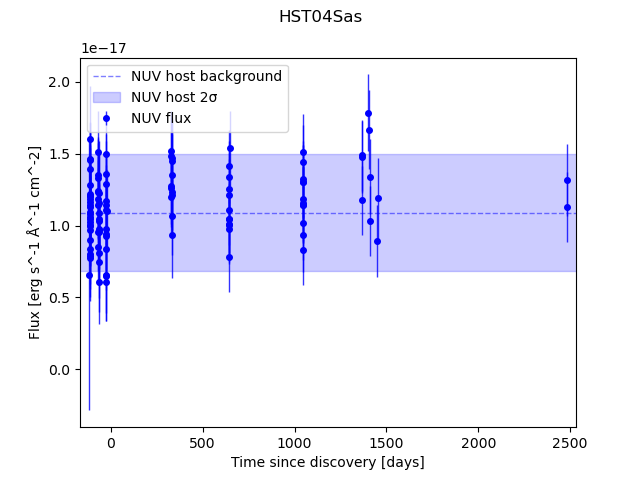 HST04Sas
1e−17
NUV host background
NUV host 2σ
NUV flux
2.0
1.5
1.0
0.5
0.0
Flux [erg s^-1 Å^-1 cm^-2]
0 500 1000 1500 2000 2500
Time since discovery [days]